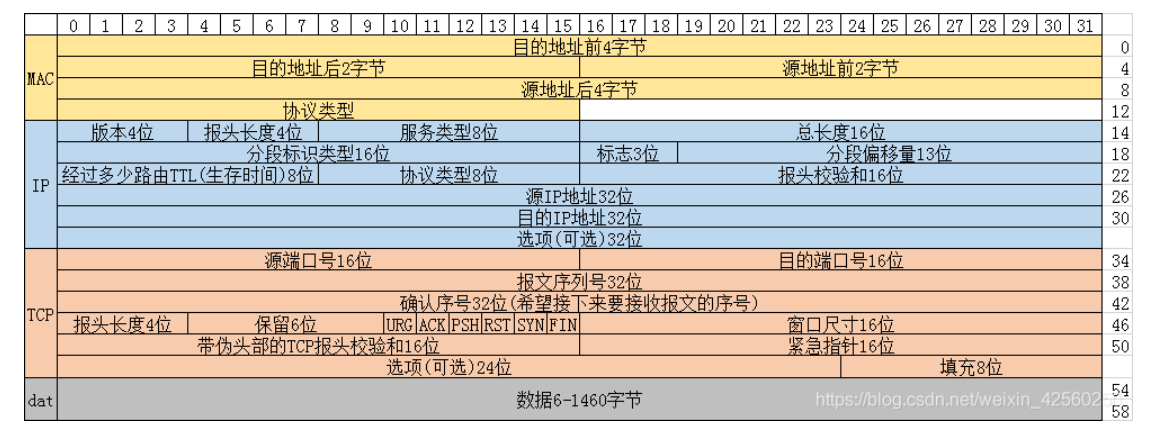 0 1 2 3 4 5 6 7 8 9 10 11 12 13 14 15 16 17 18 19 20 21 22 23 24 25 26 27 28 29 30 31
MAC
目的地址前4字节 0
目的地址后2字节 源地址前2字节 4
源地址后4字节 8
协议类型 12
IP
版本4位 报头长度4位 服务类型8位 总长度16位 14
分段标识类型16位 标志3位 分段偏移量13位 18
经过多少路由TTL(生存时间)8位 协议类型8位 报头校验和16位 22
源IP地址32位 26
目的IP地址32位 30
选项(可选)32位
TCP
源端口号16位 目的端口号16位 34
报文序列号32位 38
确认序号32位(希望接下来要接收报文的序号) 42
报头长度4位 保留6位 URG ACK PSH RST SYN FIN 窗口尺寸16位 46
带伪头部的TCP报头校验和16位 紧急指针16位 50
选项(可选)24位 填充8位
dat
数据6-1460字节 54
58
https://blog.csdn.net/weixin_425602